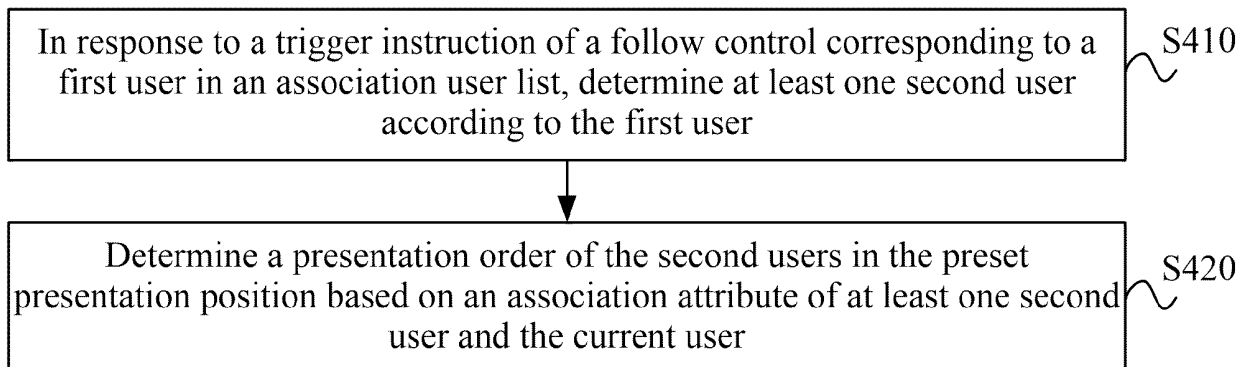 In response to a trigger instruction of a follow control corresponding to a
first user in an association user list, determine at least one second user
according to the first user
S410
Determine a presentation order of the second users in the preset
presentation position based on an association attribute of at least one second
user and the current user
S420